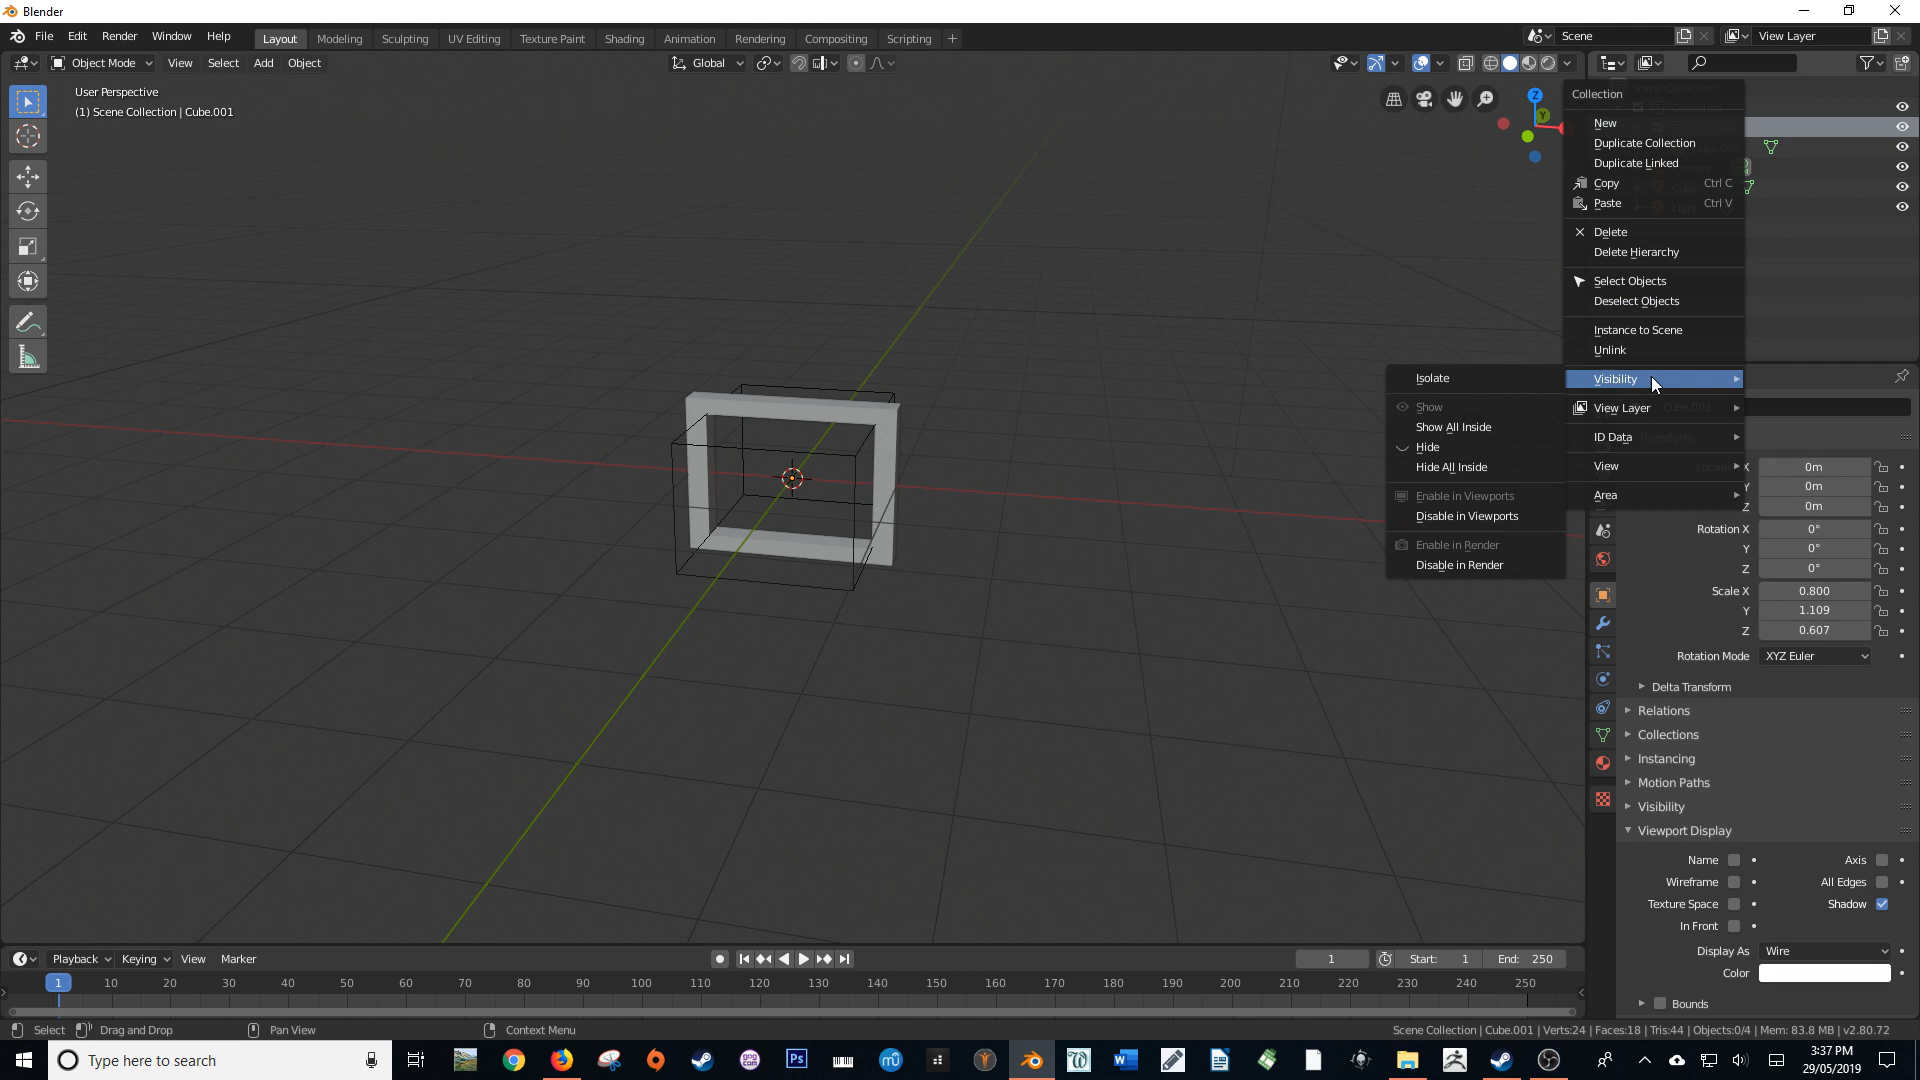 Blender
File Edit Render Window Help
Layout Modeling Sculpting UV Editing Texture Paint Shading Animation Rendering Compositing Scripting +
Scene
View Layer
Object Mode View Select Add Object
Global
User Perspective
(1) Scene Collection | Cube.001
Z
Y
Collection
New
Duplicate Collection
Duplicate Linked
Copy Ctrl C
Paste Ctrl V
Delete
Delete Hierarchy
Select Objects
Deselect Objects
Instance to Scene
Unlink
Visibility
View Layer
ID Data
View
Area
Isolate
Show
Show All Inside
Hide
Hide All Inside
Enable in Viewports
Disable in Viewports
Enable in Render
Disable in Render
X 0m
Y 0m
Z 0m
Rotation X 0°
Y 0°
Z 0°
Scale X 0.800
Y 1.109
Z 0.607
Rotation Mode XYZ Euler
Delta Transform
Relations
Collections
Instancing
Motion Paths
Visibility
Viewport Display
Name Axis
Wireframe All Edges
Texture Space Shadow
In Front
Display As Wire
Color
Bounds
Playback Keying View Marker
1 Start: 1 End: 250
1 10 20 30 40 50 60 70 80 90 100 110 120 130 140 150 160 170 180 190 200 210 220 230 240 250
Select Drag and Drop Pan View Context Menu
Scene Collection | Cube.001 | Verts:24 | Faces:18 | Tris:44 | Objects:0/4 | Mem: 83.8 MB | v2.80.72
Type here to search
3:37 PM
29/05/2019